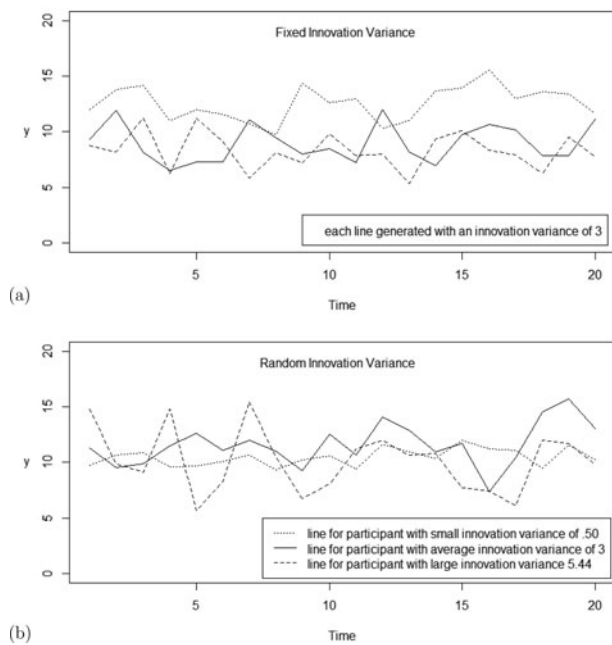 Fixed Innovation Variance
20
15
10
5
0
y
each line generated with an innovation variance of 3
5
10
15
20
(a)
Time
Random Innovation Variance
20
15
10
5
0
y
line for participant with small innovation variance of .50
line for participant with average innovation variance of 3
line for participant with large innovation variance 5.44
5
10
15
20
(b)
Time